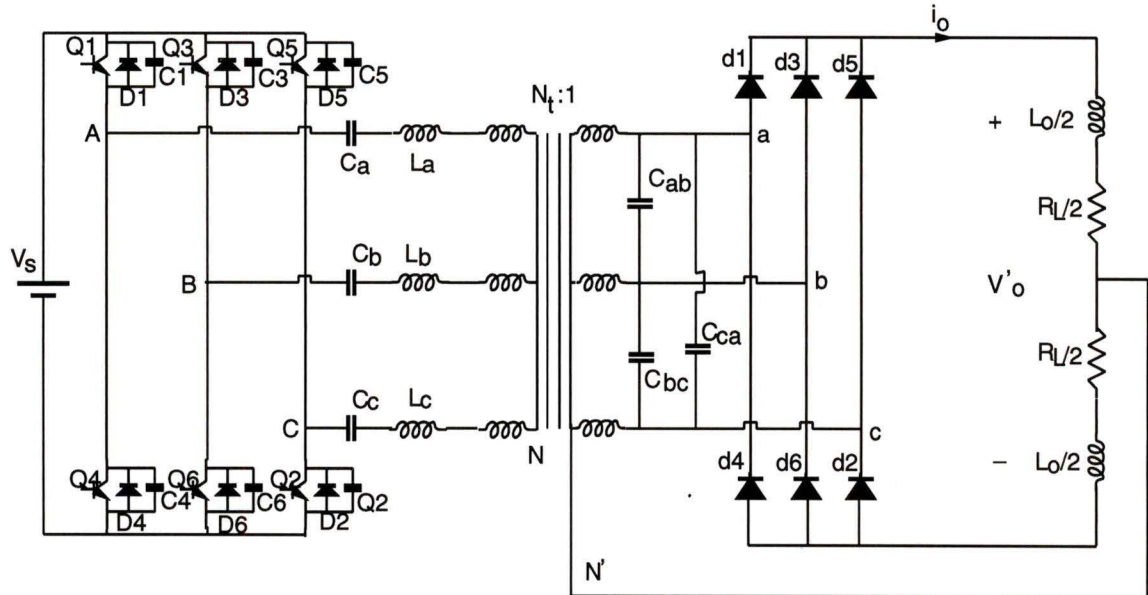 Q1 Q3 Q5
C1 C3 C5
D1 D3 D5
A
B
C
Vs
Ca La
Cb Lb
Cc Lc
Nt:1
N
N'
Cab
Cbc
Cca
a
b
c
d1 d3 d5
d4 d6 d2
io
+
Lo/2
RL/2
V'o
RL/2
−
Lo/2
Q4 Q6 Q2
C4 C6 Q2
D4 D6 D2